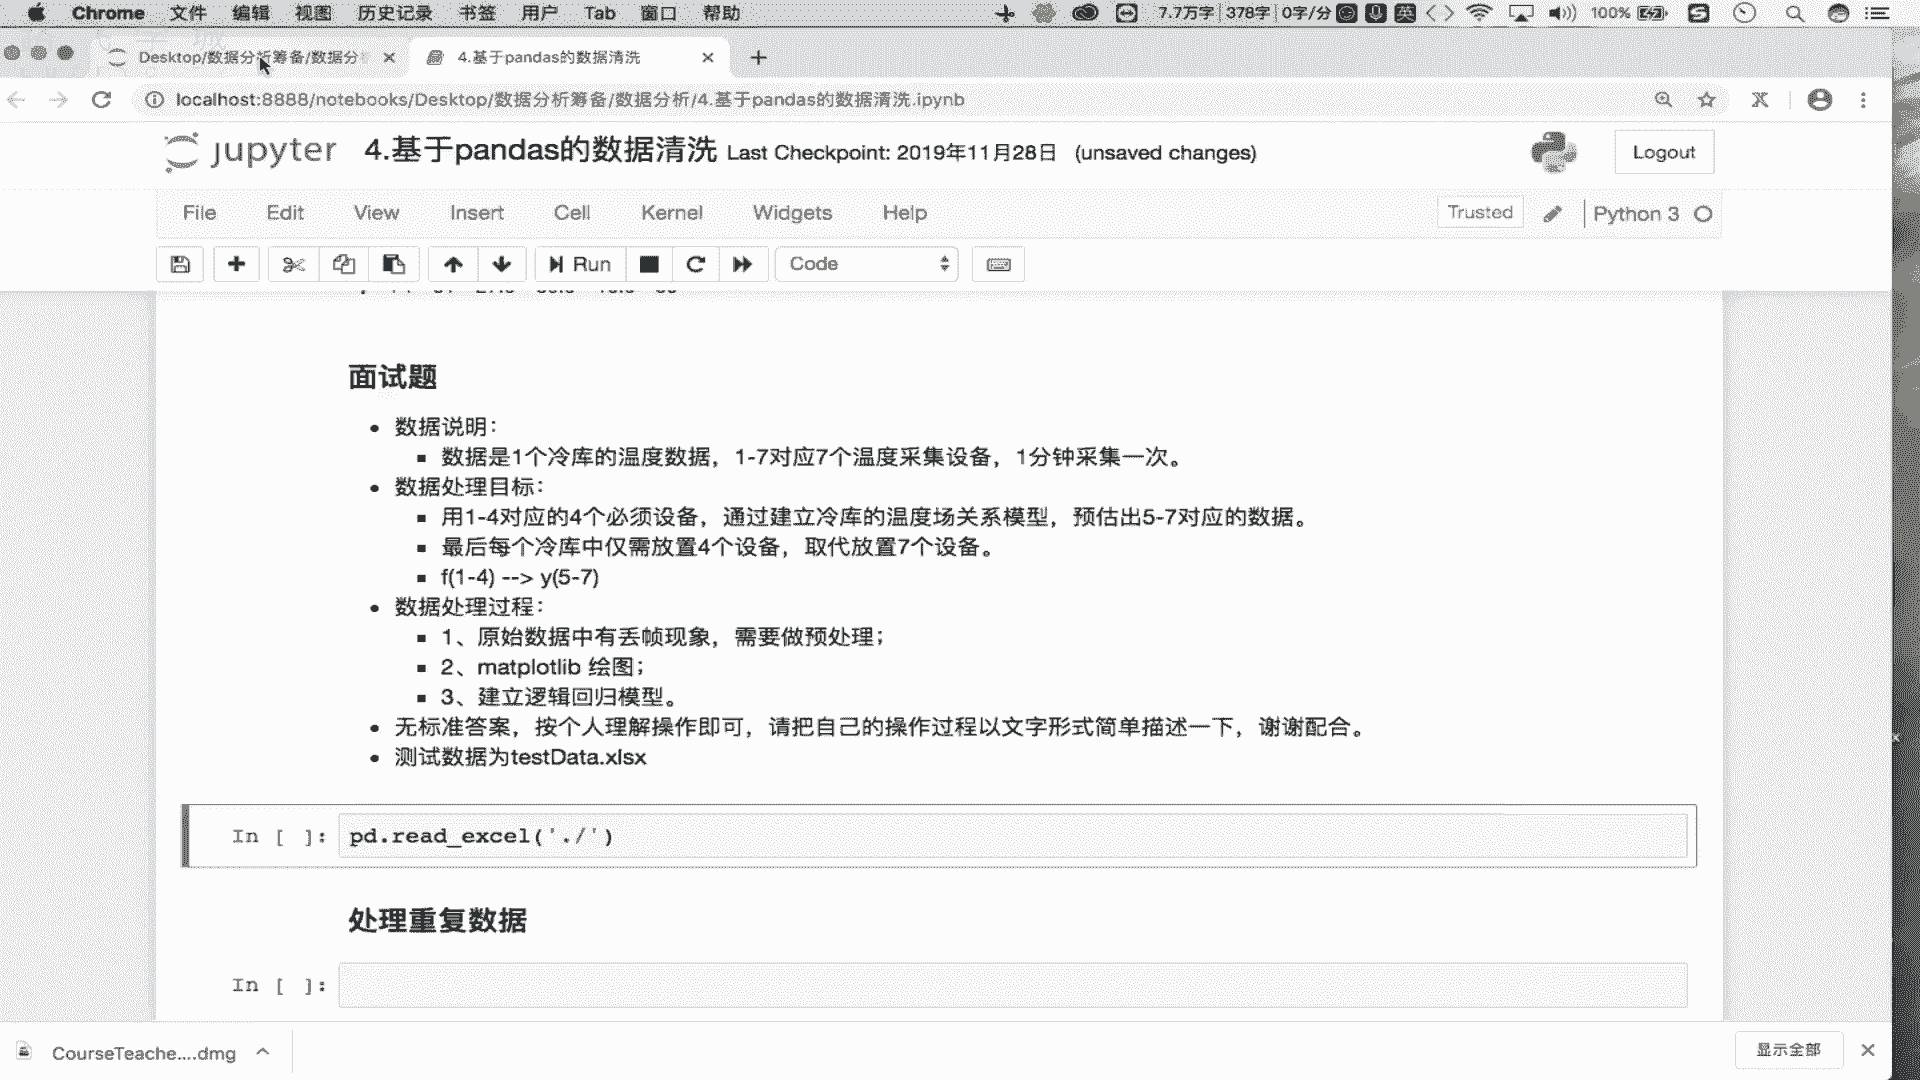 Chrome 文件 编辑 视图 历史记录 书签 用户 Tab 窗口 帮助 7.7万字 378字 0字/分 英 100%
Desktop/数据分析筹备/数据分 4.基于pandas的数据清洗
localhost:8888/notebooks/Desktop/数据分析筹备/数据分析/4.基于pandas的数据清洗.ipynb
jupyter 4.基于pandas的数据清洗 Last Checkpoint: 2019年11月28日 (unsaved changes) Logout
File Edit View Insert Cell Kernel Widgets Help Trusted Python 3
Run Code
面试题
数据说明：
数据是1个冷库的温度数据，1-7对应7个温度采集设备，1分钟采集一次。
数据处理目标：
用1-4对应的4个必须设备，通过建立冷库的温度场关系模型，预估出5-7对应的数据。
最后每个冷库中仅需放置4个设备，取代放置7个设备。
f(1-4) --> y(5-7)
数据处理过程：
1、原始数据中有丢帧现象，需要做预处理；
2、matplotlib 绘图；
3、建立逻辑回归模型。
无标准答案，按个人理解操作即可，请把自己的操作过程以文字形式简单描述一下，谢谢配合。
测试数据为testData.xlsx
In [ ]: pd.read_excel('./')
处理重复数据
In [ ]:
CourseTeache....dmg 显示全部